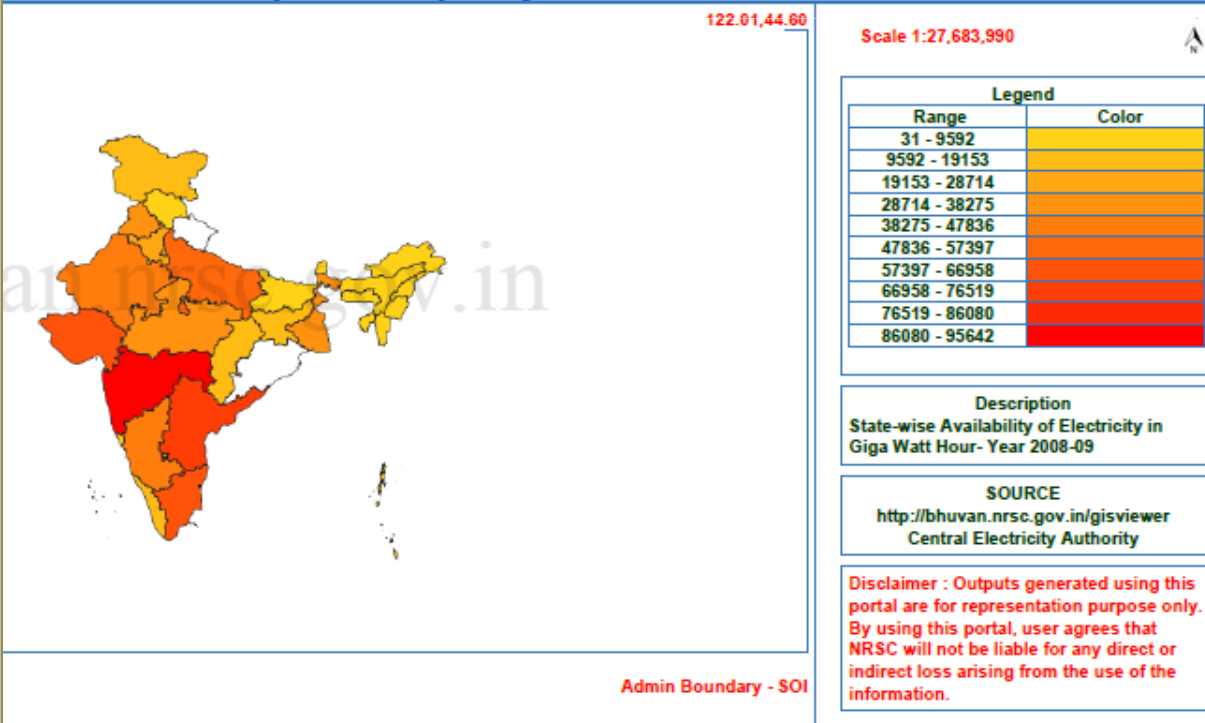 122.01,44.60
Scale 1:27,683,990
N
Legend
Range Color
31 - 9592
9592 - 19153
19153 - 28714
28714 - 38275
38275 - 47836
47836 - 57397
57397 - 66958
66958 - 76519
76519 - 86080
86080 - 95642
an.nrsc.gov.in
Description
State-wise Availability of Electricity in
Giga Watt Hour- Year 2008-09
SOURCE
http://bhuvan.nrsc.gov.in/gisviewer
Central Electricity Authority
Disclaimer : Outputs generated using this
portal are for representation purpose only.
By using this portal, user agrees that
NRSC will not be liable for any direct or
indirect loss arising from the use of the
information.
Admin Boundary - SOI